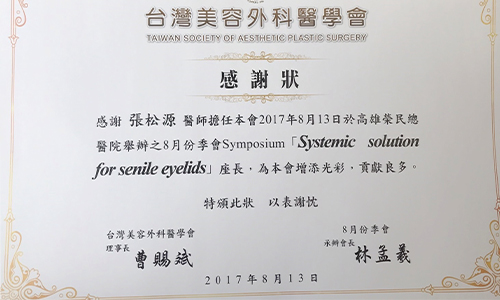 台灣美容外科醫學會
TAIWAN SOCIETY OF AESTHETIC PLASTIC SURGERY
感謝狀
感謝 張松源 醫師擔任本會2017年8月13日於高雄榮民總
醫院舉辦之8月份季會Symposium「Systemic solution
for senile eyelids」座長，為本會增添光彩，貢獻良多。
特頒此狀 以表謝忱
台灣美容外科醫學會
理事長 曹賜斌
8月份季會
承辦會長 林孟羲
2017年8月13日